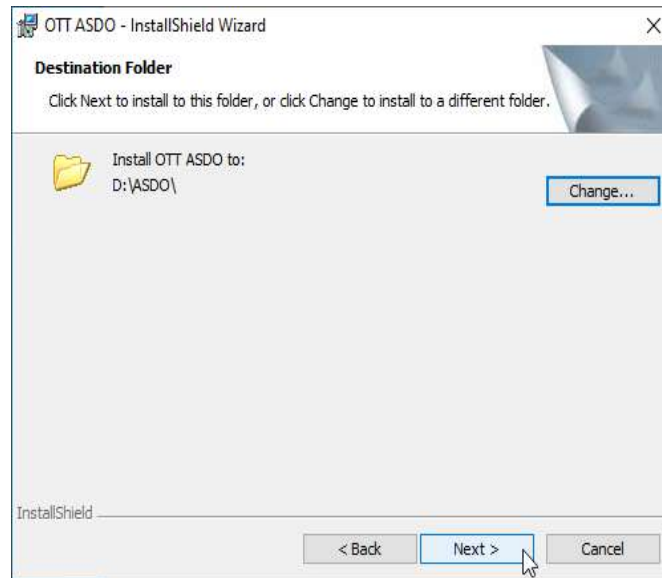 OTT ASDO - InstallShield Wizard
Destination Folder
Click Next to install to this folder, or click Change to install to a different folder.
Install OTT ASDO to:
D:\ASDO\
Change...
InstallShield
< Back
Next >
Cancel